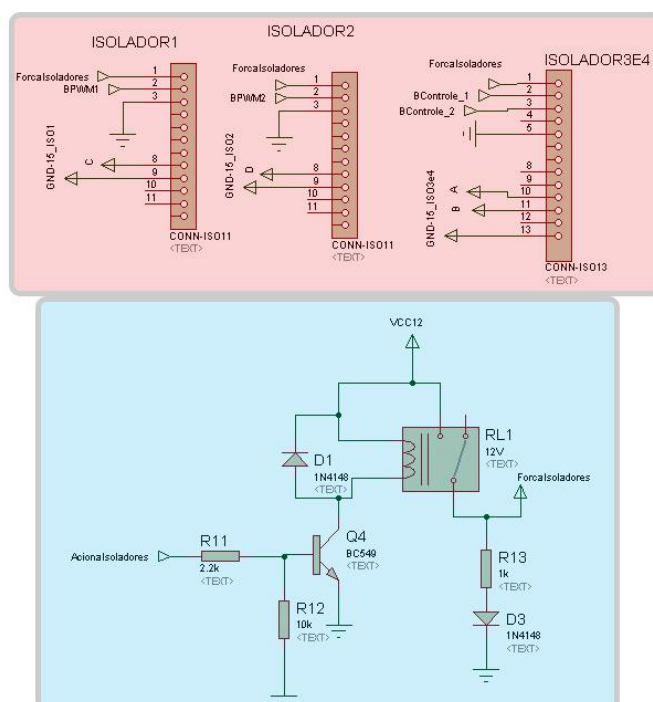 ISOLADOR1
ForcaIsoladores
BPWM1
1
2
3
GND-15_ISO1
C
8
9
10
11
CONN-ISO11
<TEXT>
ISOLADOR2
ForcaIsoladores
BPWM2
1
2
3
GND-15_ISO2
D
8
9
10
11
CONN-ISO11
<TEXT>
ISOLADOR3E4
ForcaIsoladores
BControle_1
BControle_2
1
2
3
4
5
GND-15_ISO3e4
A
B
8
9
10
11
12
13
CONN-ISO13
<TEXT>
VCC12
D1
1N4148
<TEXT>
RL1
12V
<TEXT>
ForcaIsoladores
AcionaIsoladores
R11
2.2k
<TEXT>
Q4
BC549
<TEXT>
R12
10k
<TEXT>
R13
1k
<TEXT>
D3
1N4148
<TEXT>